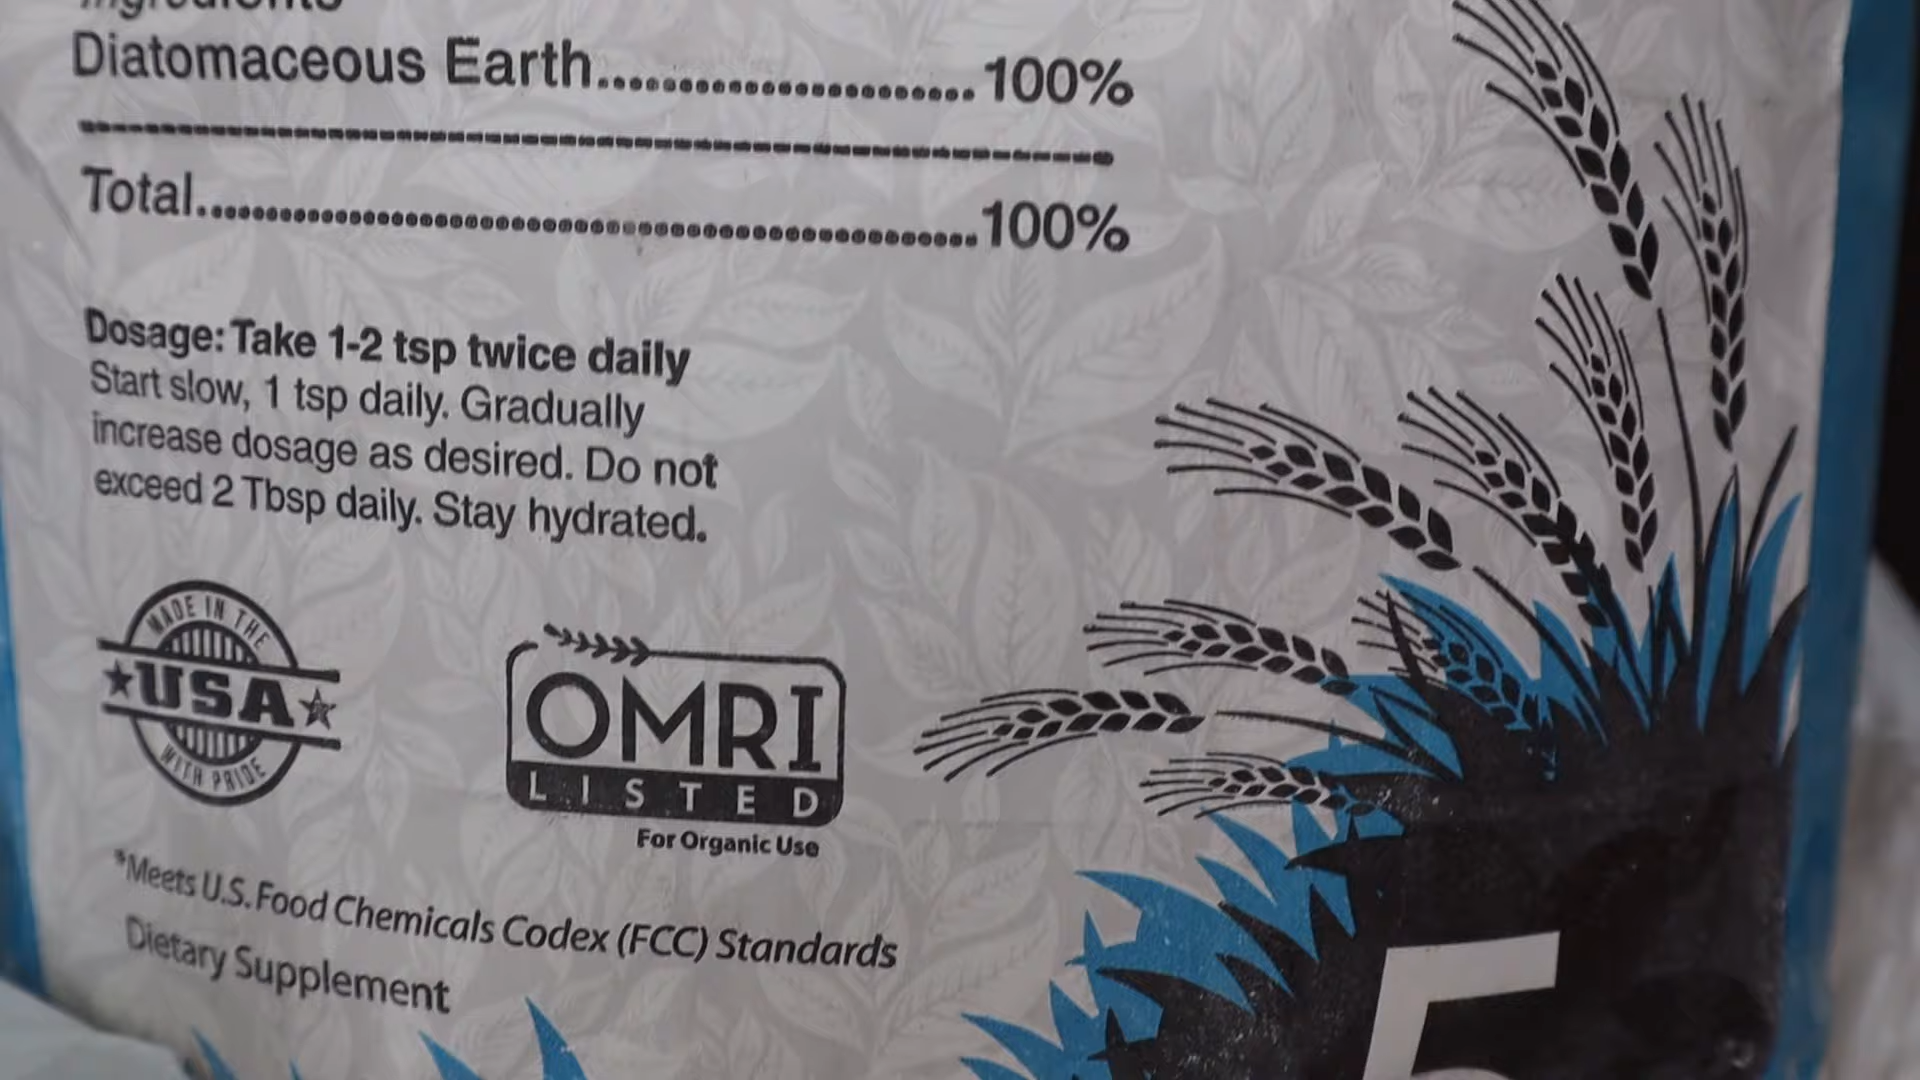 Ingredients
Diatomaceous Earth............................100%
Total........................................................100%
Dosage: Take 1-2 tsp twice daily
Start slow, 1 tsp daily. Gradually
increase dosage as desired. Do not
exceed 2 Tbsp daily. Stay hydrated.
MADE IN THE
USA
WITH PRIDE
OMRI
LISTED
For Organic Use
*Meets U.S. Food Chemicals Codex (FCC) Standards
Dietary Supplement
5